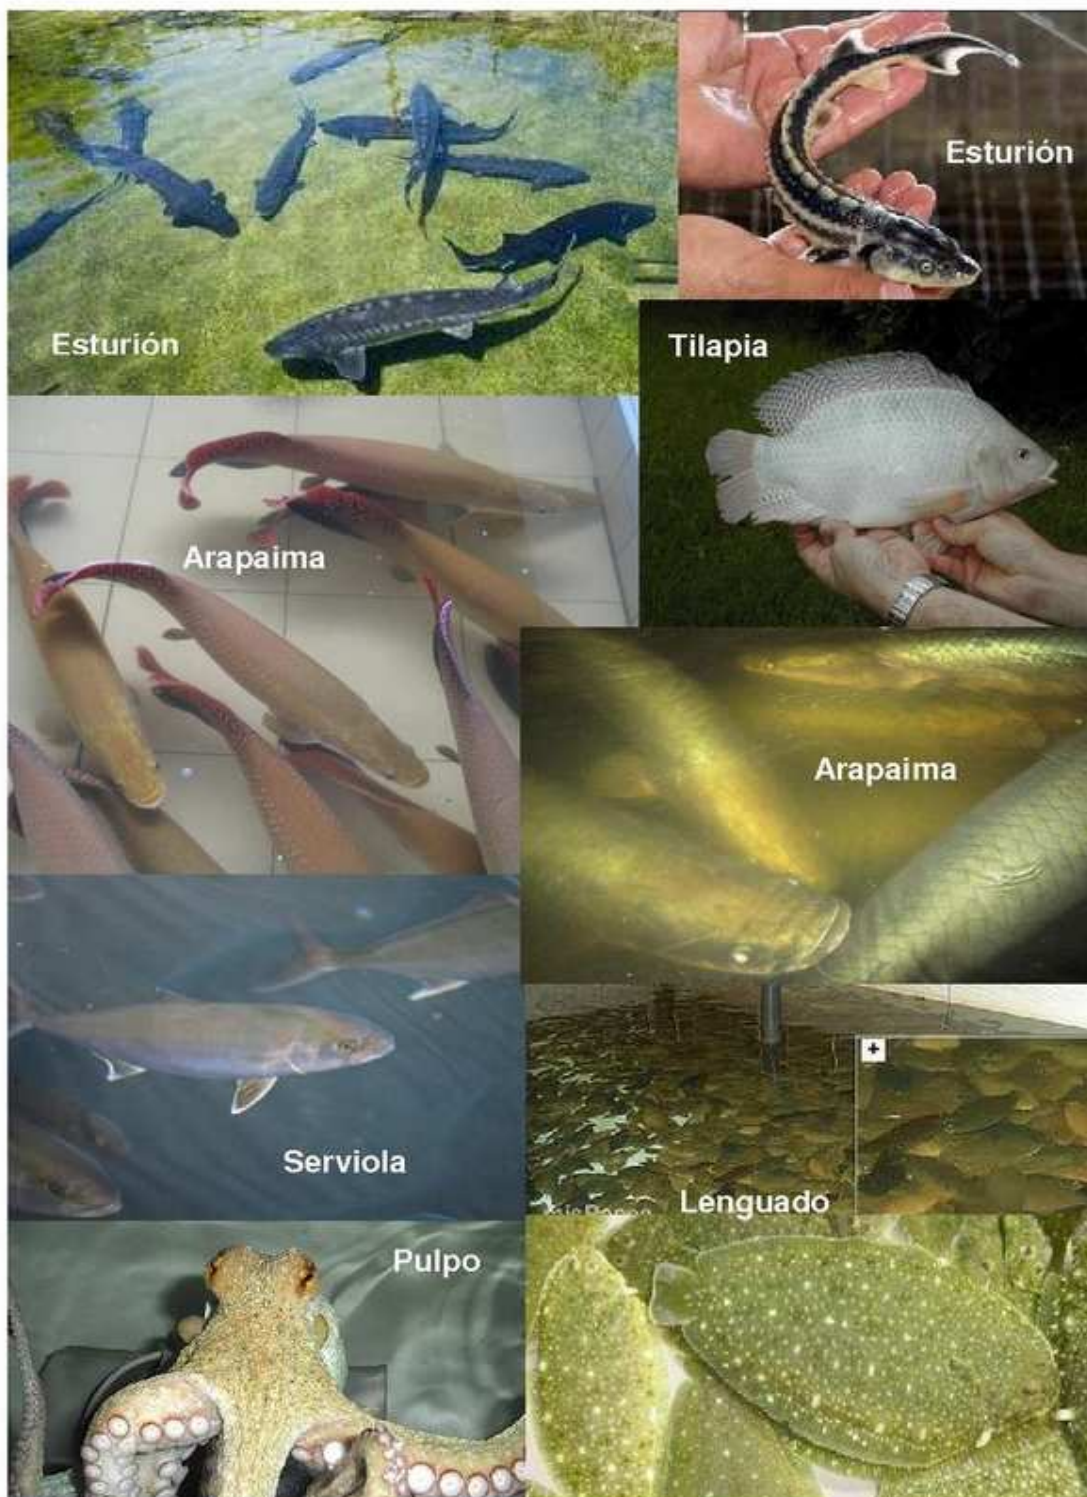 Esturión
Esturión
Tilapia
Arapaima
Arapaima
Serviola
+
Lenguado
Pulpo